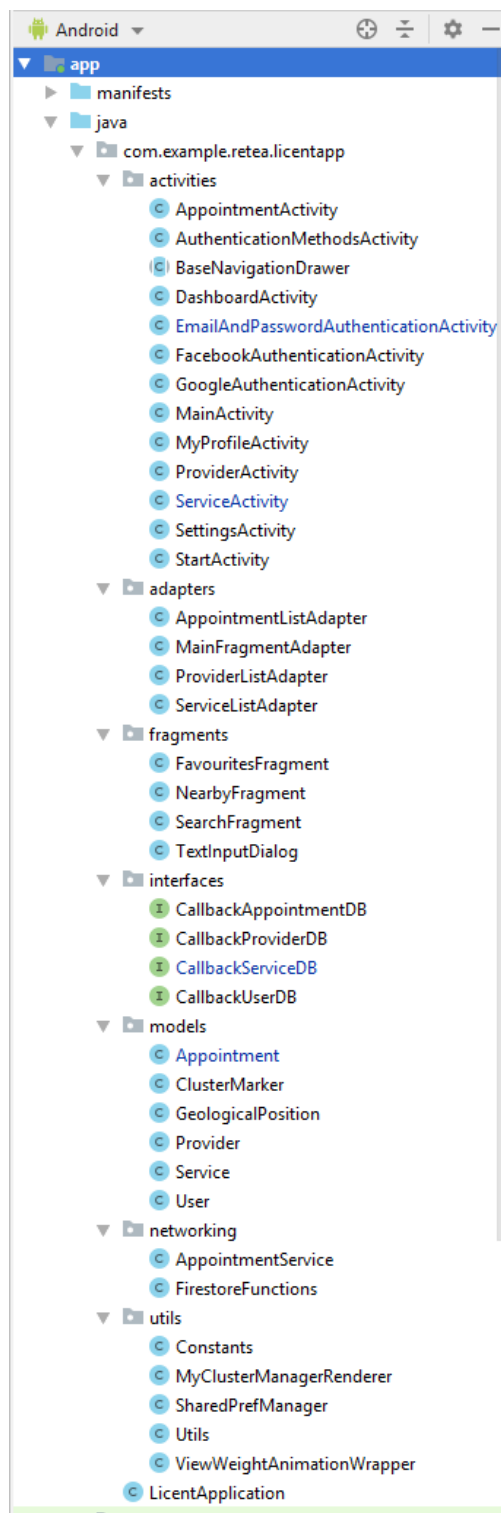 Android
app
manifests
java
com.example.retea.licentapp
activities
AppointmentActivity
AuthenticationMethodsActivity
BaseNavigationDrawer
DashboardActivity
EmailAndPasswordAuthenticationActivity
FacebookAuthenticationActivity
GoogleAuthenticationActivity
MainActivity
MyProfileActivity
ProviderActivity
ServiceActivity
SettingsActivity
StartActivity
adapters
AppointmentListAdapter
MainFragmentAdapter
ProviderListAdapter
ServiceListAdapter
fragments
FavouritesFragment
NearbyFragment
SearchFragment
TextInputDialog
interfaces
CallbackAppointmentDB
CallbackProviderDB
CallbackServiceDB
CallbackUserDB
models
Appointment
ClusterMarker
GeologicalPosition
Provider
Service
User
networking
AppointmentService
FirestoreFunctions
utils
Constants
MyClusterManagerRenderer
SharedPrefManager
Utils
ViewWeightAnimationWrapper
LicentApplication